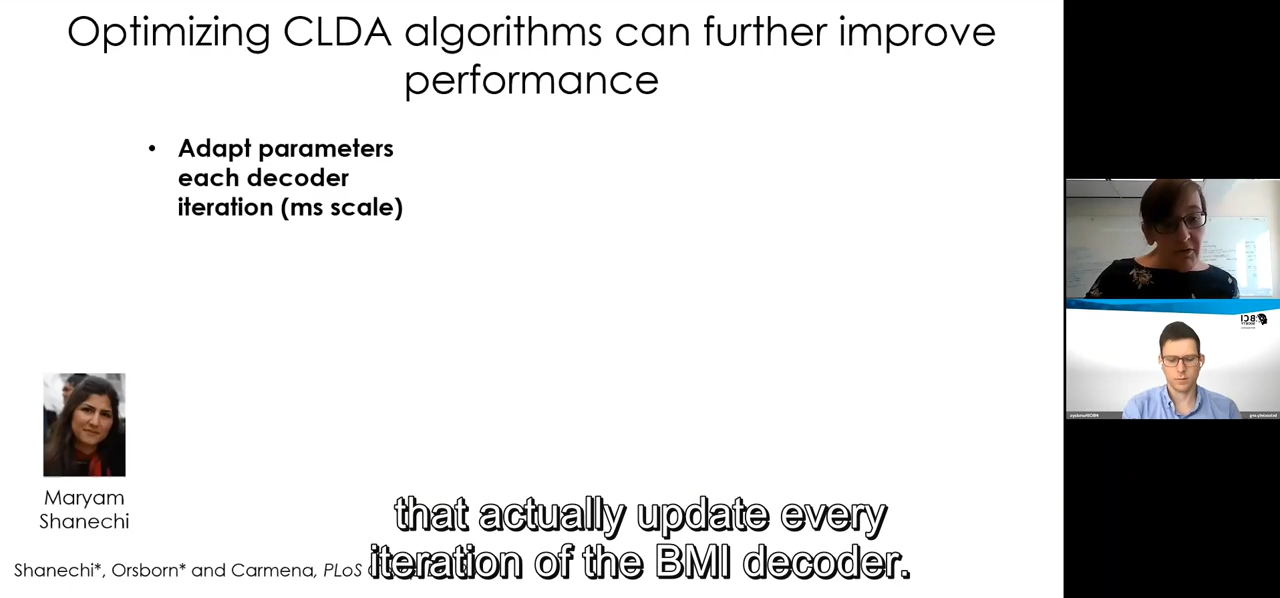 Optimizing CLDA algorithms can further improve
performance
• Adapt parameters
each decoder
iteration (ms scale)
Maryam
Shanechi
Shanechi*, Orsborn* and Carmena, PLoS
that actually update every
iteration of the BMI decoder.